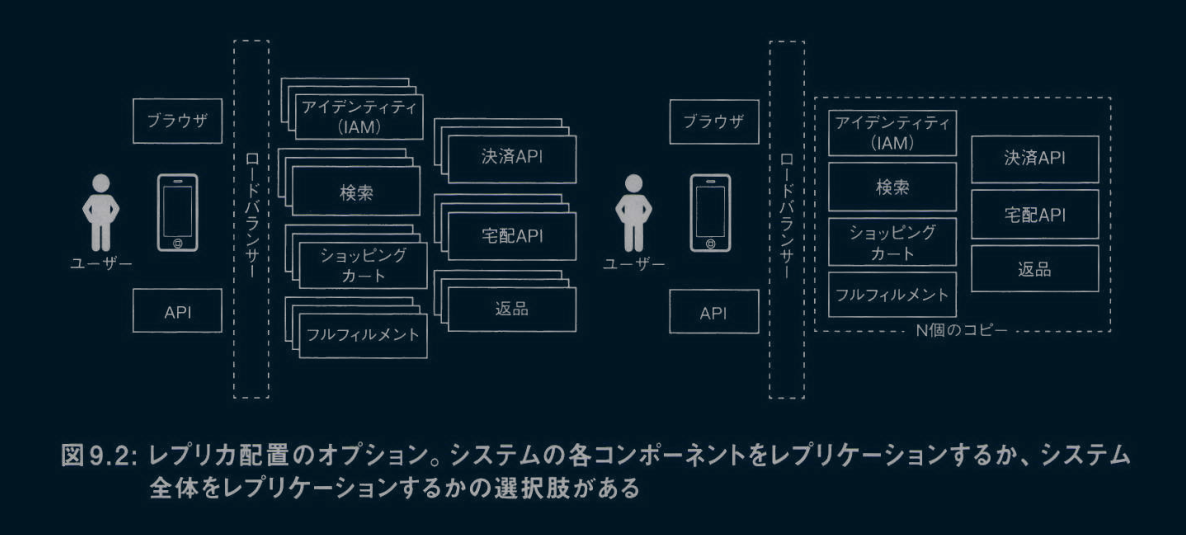 ブラウザ
ユーザー
API
ロードバランサー
アイデンティティ
(IAM)
検索
ショッピング
カート
フルフィルメント
決済API
宅配API
返品
ブラウザ
ユーザー
API
ロードバランサー
アイデンティティ
(IAM)
検索
ショッピング
カート
フルフィルメント
決済API
宅配API
返品
N個のコピー
図9.2: レプリカ配置のオプション。システムの各コンポーネントをレプリケーションするか、システム
全体をレプリケーションするかの選択肢がある